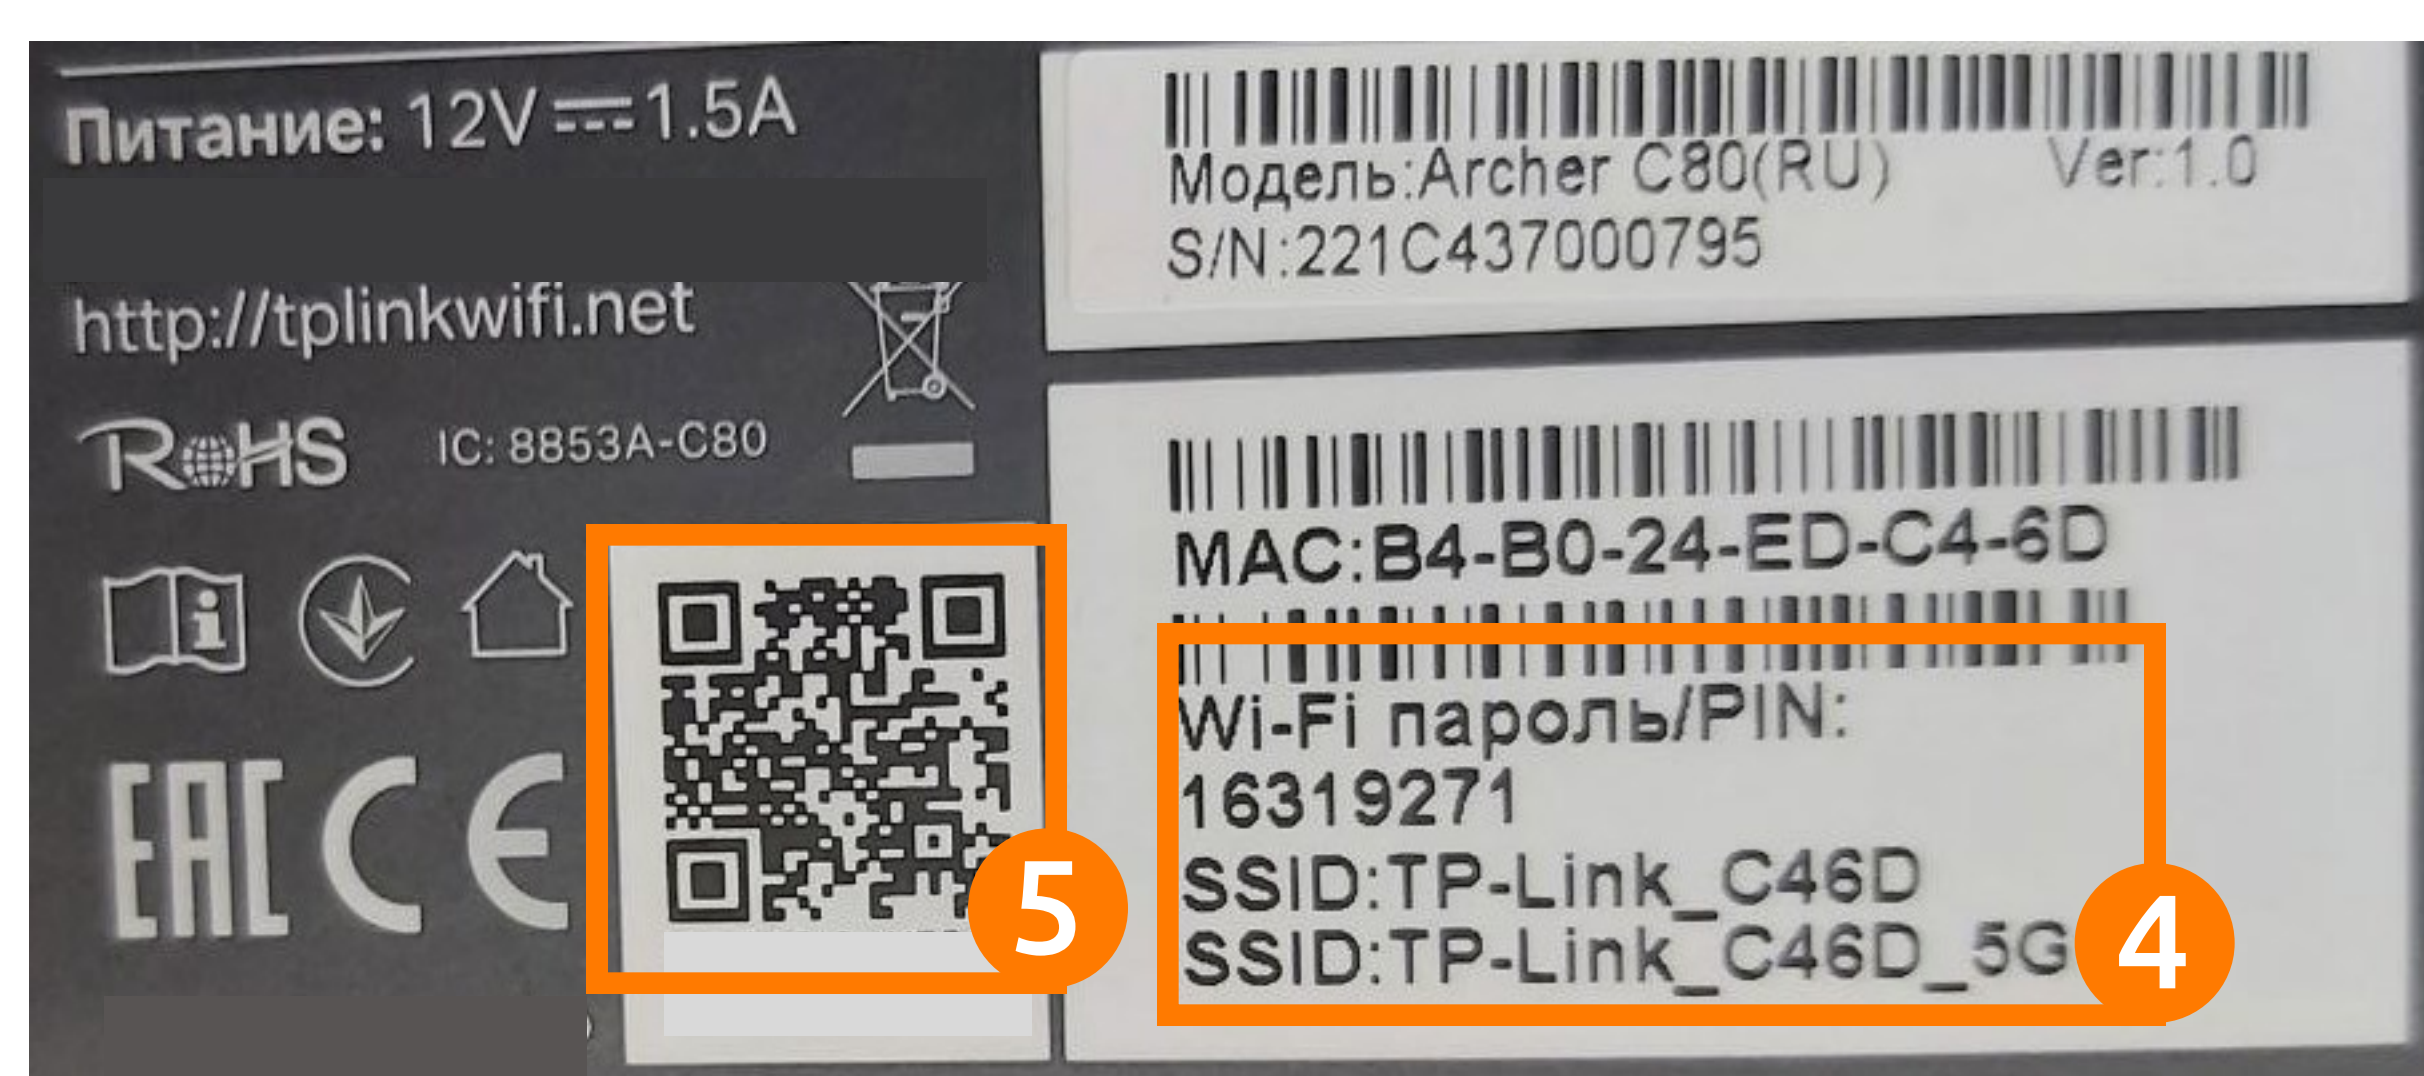 Питание: 12V 1.5A
http://tplinkwifi.net
RoHS IC: 8853A-C80
EAC CE
5
Модель:Archer C80(RU) Ver:1.0
S/N:221C437000795
MAC:B4-B0-24-ED-C4-6D
Wi-Fi пароль/PIN:
16319271
SSID:TP-Link_C46D
SSID:TP-Link_C46D_5G
4